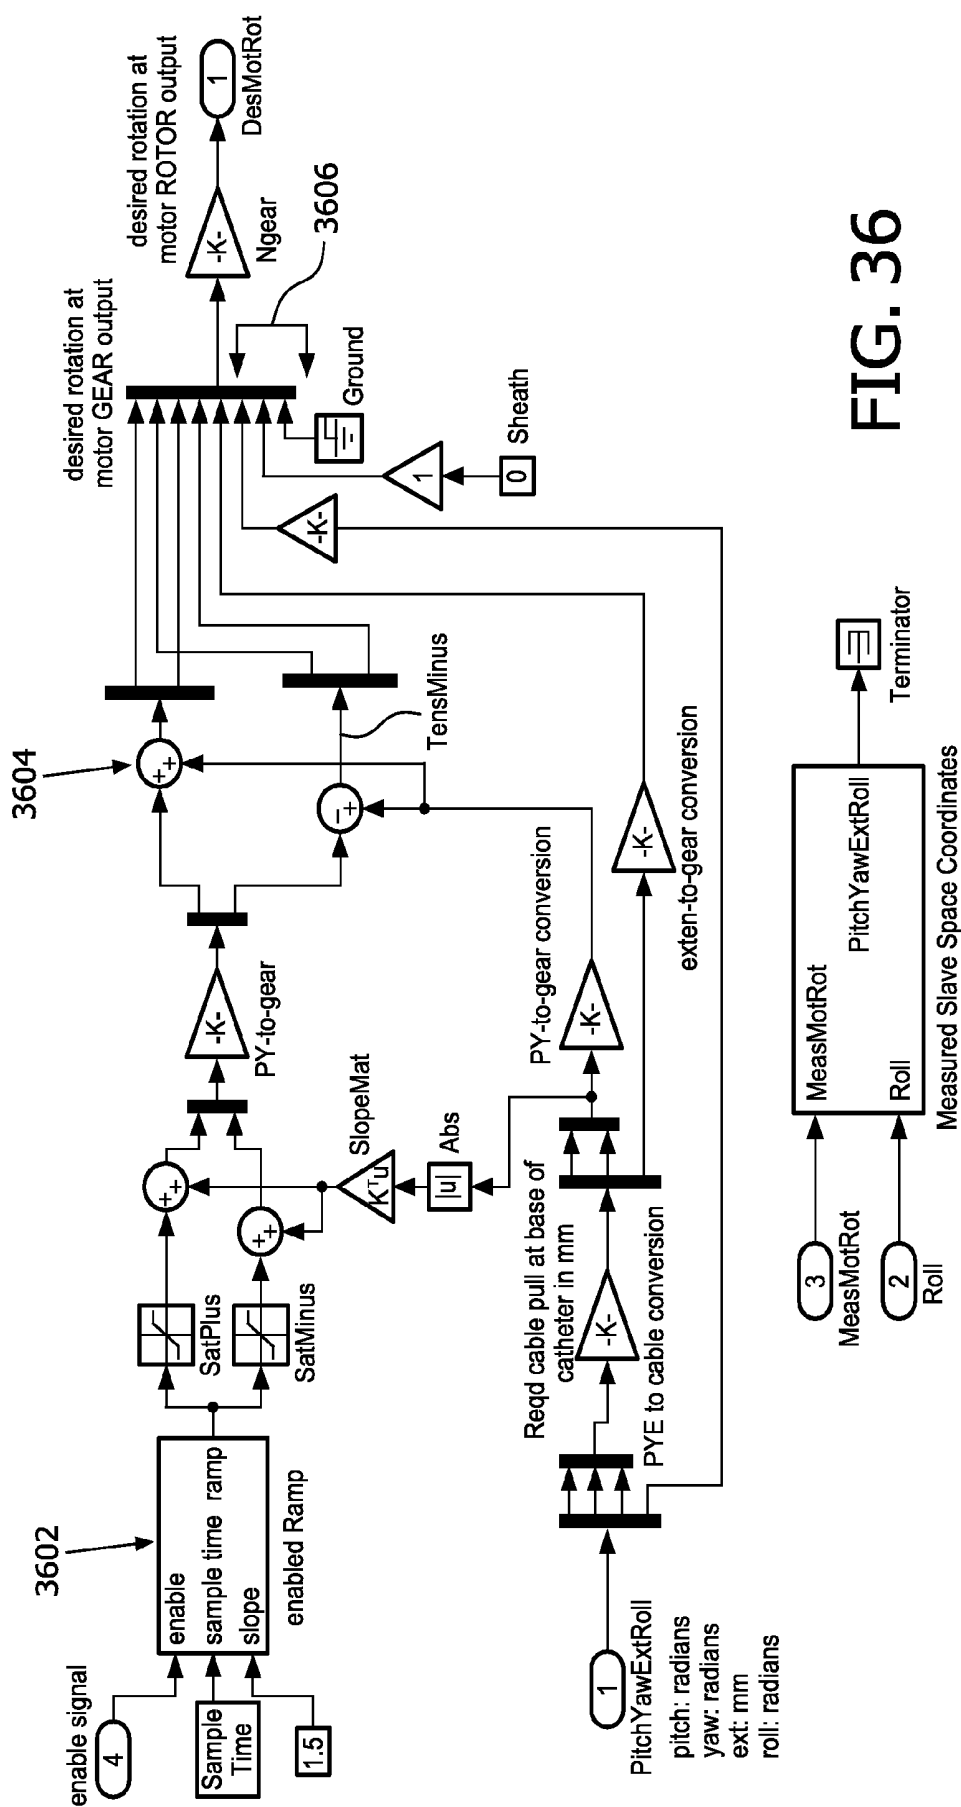 enable signal
4
Sample
Time
1.5
3602
enable
sample time ramp
slope
enabled Ramp
SatPlus
SatMinus
++
++
SlopeMat
KTu
Abs
|u|
-K-
PY-to-gear
3604
++
-+
TensMinus
desired rotation at
motor GEAR output
desired rotation at
motor ROTOR output
-K-
Ngear
1
DesMotRot
3606
Ground
1
0
Sheath
-K-
1
PitchYawExtRoll
pitch: radians
yaw: radians
ext: mm
roll: radians
Reqd cable pull at base of
catheter in mm
-K-
PYE to cable conversion
PY-to-gear conversion
-K-
-K-
exten-to-gear conversion
3
MeasMotRot
2
Roll
MeasMotRot
PitchYawExtRoll
Roll
Measured Slave Space Coordinates
Terminator
FIG. 36